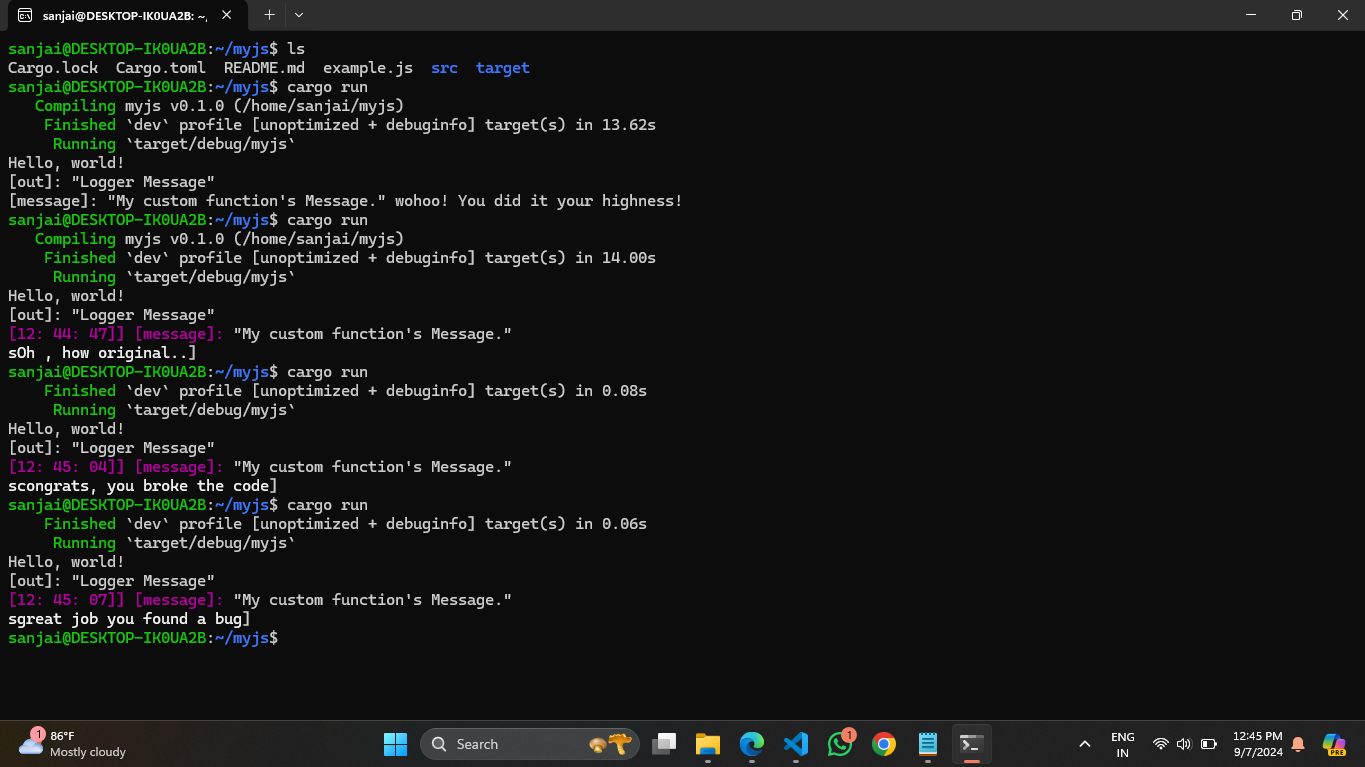 sanjai@DESKTOP-IK0UA2B: ~,
sanjai@DESKTOP-IK0UA2B:~/myjs$ ls
Cargo.lock  Cargo.toml  README.md  example.js  src  target
sanjai@DESKTOP-IK0UA2B:~/myjs$ cargo run
   Compiling myjs v0.1.0 (/home/sanjai/myjs)
    Finished `dev` profile [unoptimized + debuginfo] target(s) in 13.62s
     Running `target/debug/myjs`
Hello, world!
[out]: "Logger Message"
[message]: "My custom function's Message." wohoo! You did it your highness!
sanjai@DESKTOP-IK0UA2B:~/myjs$ cargo run
   Compiling myjs v0.1.0 (/home/sanjai/myjs)
    Finished `dev` profile [unoptimized + debuginfo] target(s) in 14.00s
     Running `target/debug/myjs`
Hello, world!
[out]: "Logger Message"
[12: 44: 47]] [message]: "My custom function's Message."
sOh , how original..]
sanjai@DESKTOP-IK0UA2B:~/myjs$ cargo run
    Finished `dev` profile [unoptimized + debuginfo] target(s) in 0.08s
     Running `target/debug/myjs`
Hello, world!
[out]: "Logger Message"
[12: 45: 04]] [message]: "My custom function's Message."
scongrats, you broke the code]
sanjai@DESKTOP-IK0UA2B:~/myjs$ cargo run
    Finished `dev` profile [unoptimized + debuginfo] target(s) in 0.06s
     Running `target/debug/myjs`
Hello, world!
[out]: "Logger Message"
[12: 45: 07]] [message]: "My custom function's Message."
sgreat job you found a bug]
sanjai@DESKTOP-IK0UA2B:~/myjs$
1
86°F
Mostly cloudy
Search
1
ENG
IN
12:45 PM
9/7/2024
PRE